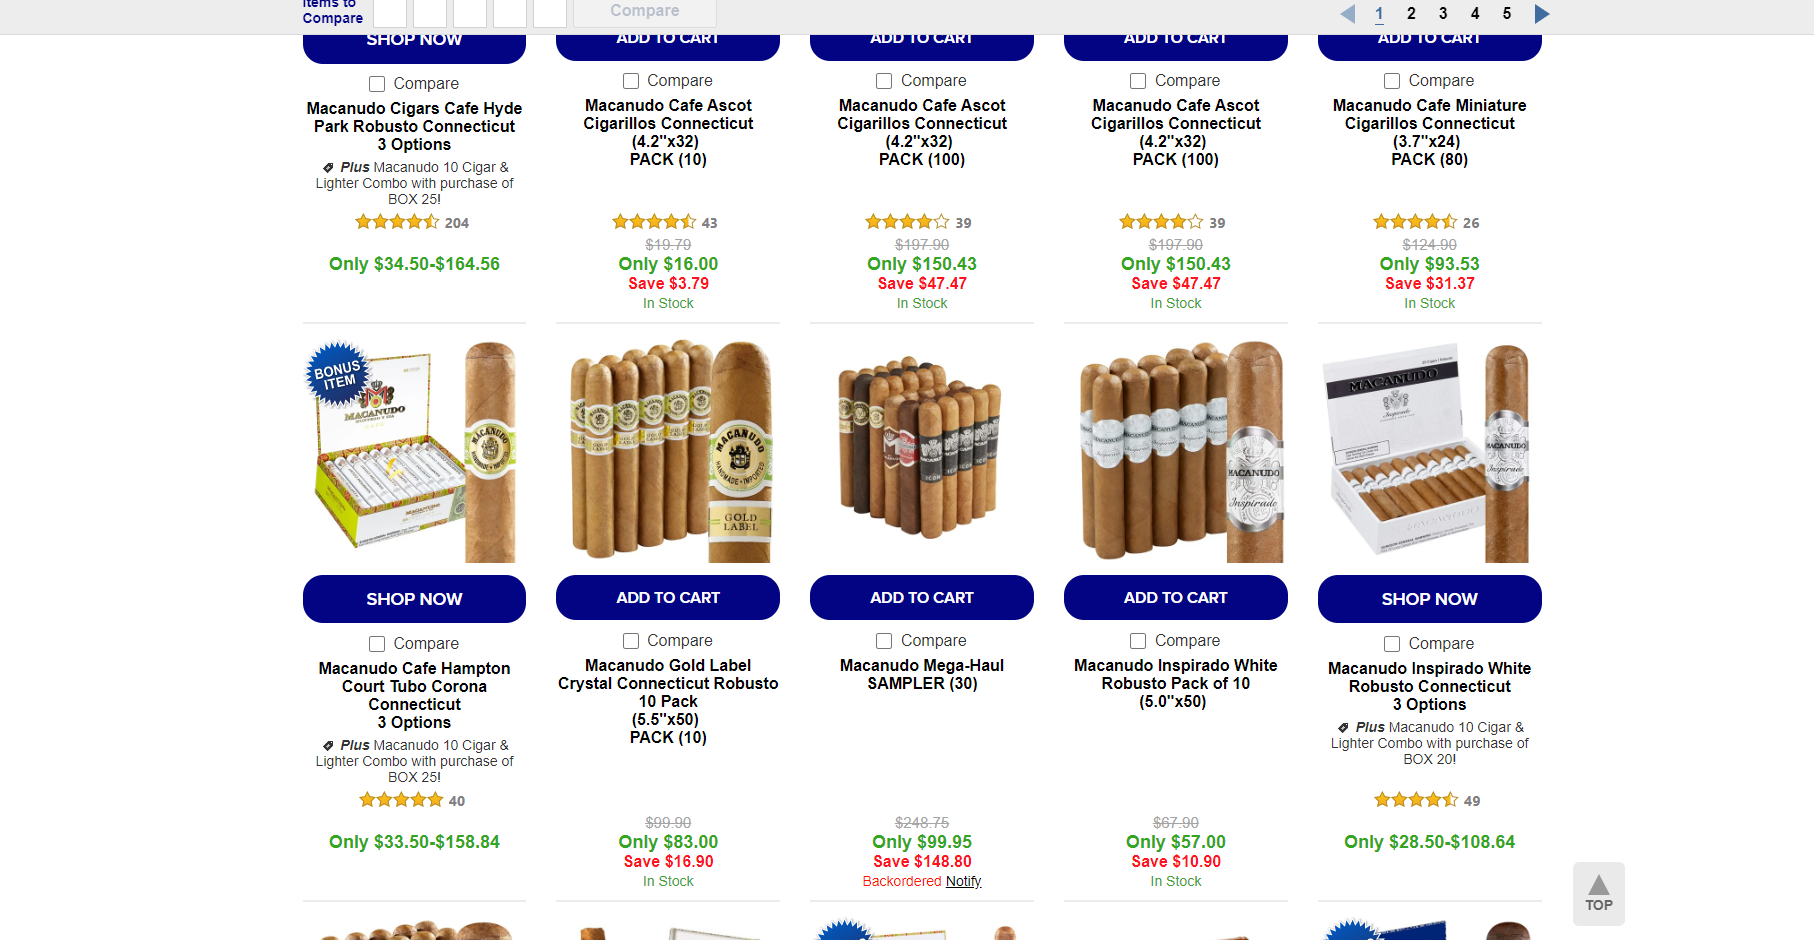 Items to
Compare
Compare
1 2 3 4 5
SHOP NOW
Compare
Macanudo Cigars Cafe Hyde
Park Robusto Connecticut
3 Options
Plus Macanudo 10 Cigar &
Lighter Combo with purchase of
BOX 25!
204
Only $34.50-$164.56
ADD TO CART
Compare
Macanudo Cafe Ascot
Cigarillos Connecticut
(4.2"x32)
PACK (10)
43
$19.79
Only $16.00
Save $3.79
In Stock
ADD TO CART
Compare
Macanudo Cafe Ascot
Cigarillos Connecticut
(4.2"x32)
PACK (100)
39
$197.90
Only $150.43
Save $47.47
In Stock
ADD TO CART
Compare
Macanudo Cafe Ascot
Cigarillos Connecticut
(4.2"x32)
PACK (100)
39
$197.90
Only $150.43
Save $47.47
In Stock
ADD TO CART
Compare
Macanudo Cafe Miniature
Cigarillos Connecticut
(3.7"x24)
PACK (80)
26
$124.90
Only $93.53
Save $31.37
In Stock
BONUS
ITEM
MACANUDO
MACANUDO
SHOP NOW
Compare
Macanudo Cafe Hampton
Court Tubo Corona
Connecticut
3 Options
Plus Macanudo 10 Cigar &
Lighter Combo with purchase of
BOX 25!
40
Only $33.50-$158.84
MACANUDO
HANDMADE • IMPORTED
GOLD
LABEL
ADD TO CART
Compare
Macanudo Gold Label
Crystal Connecticut Robusto
10 Pack
(5.5"x50)
PACK (10)
$99.90
Only $83.00
Save $16.90
In Stock
ICON
ADD TO CART
Compare
Macanudo Mega-Haul
SAMPLER (30)
$248.75
Only $99.95
Save $148.80
Backordered Notify
MACANUDO
Inspirado
ADD TO CART
Compare
Macanudo Inspirado White
Robusto Pack of 10
(5.0"x50)
$67.90
Only $57.00
Save $10.90
In Stock
MACANUDO
Inspirado
MACANUDO
Inspirado
SHOP NOW
Compare
Macanudo Inspirado White
Robusto Connecticut
3 Options
Plus Macanudo 10 Cigar &
Lighter Combo with purchase of
BOX 20!
49
Only $28.50-$108.64
TOP